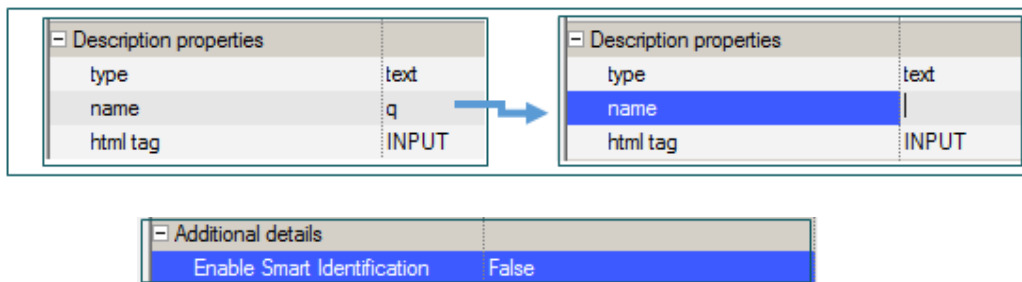 Description properties
type text
name q
html tag INPUT
Description properties
type text
name
html tag INPUT
Additional details
Enable Smart Identification False